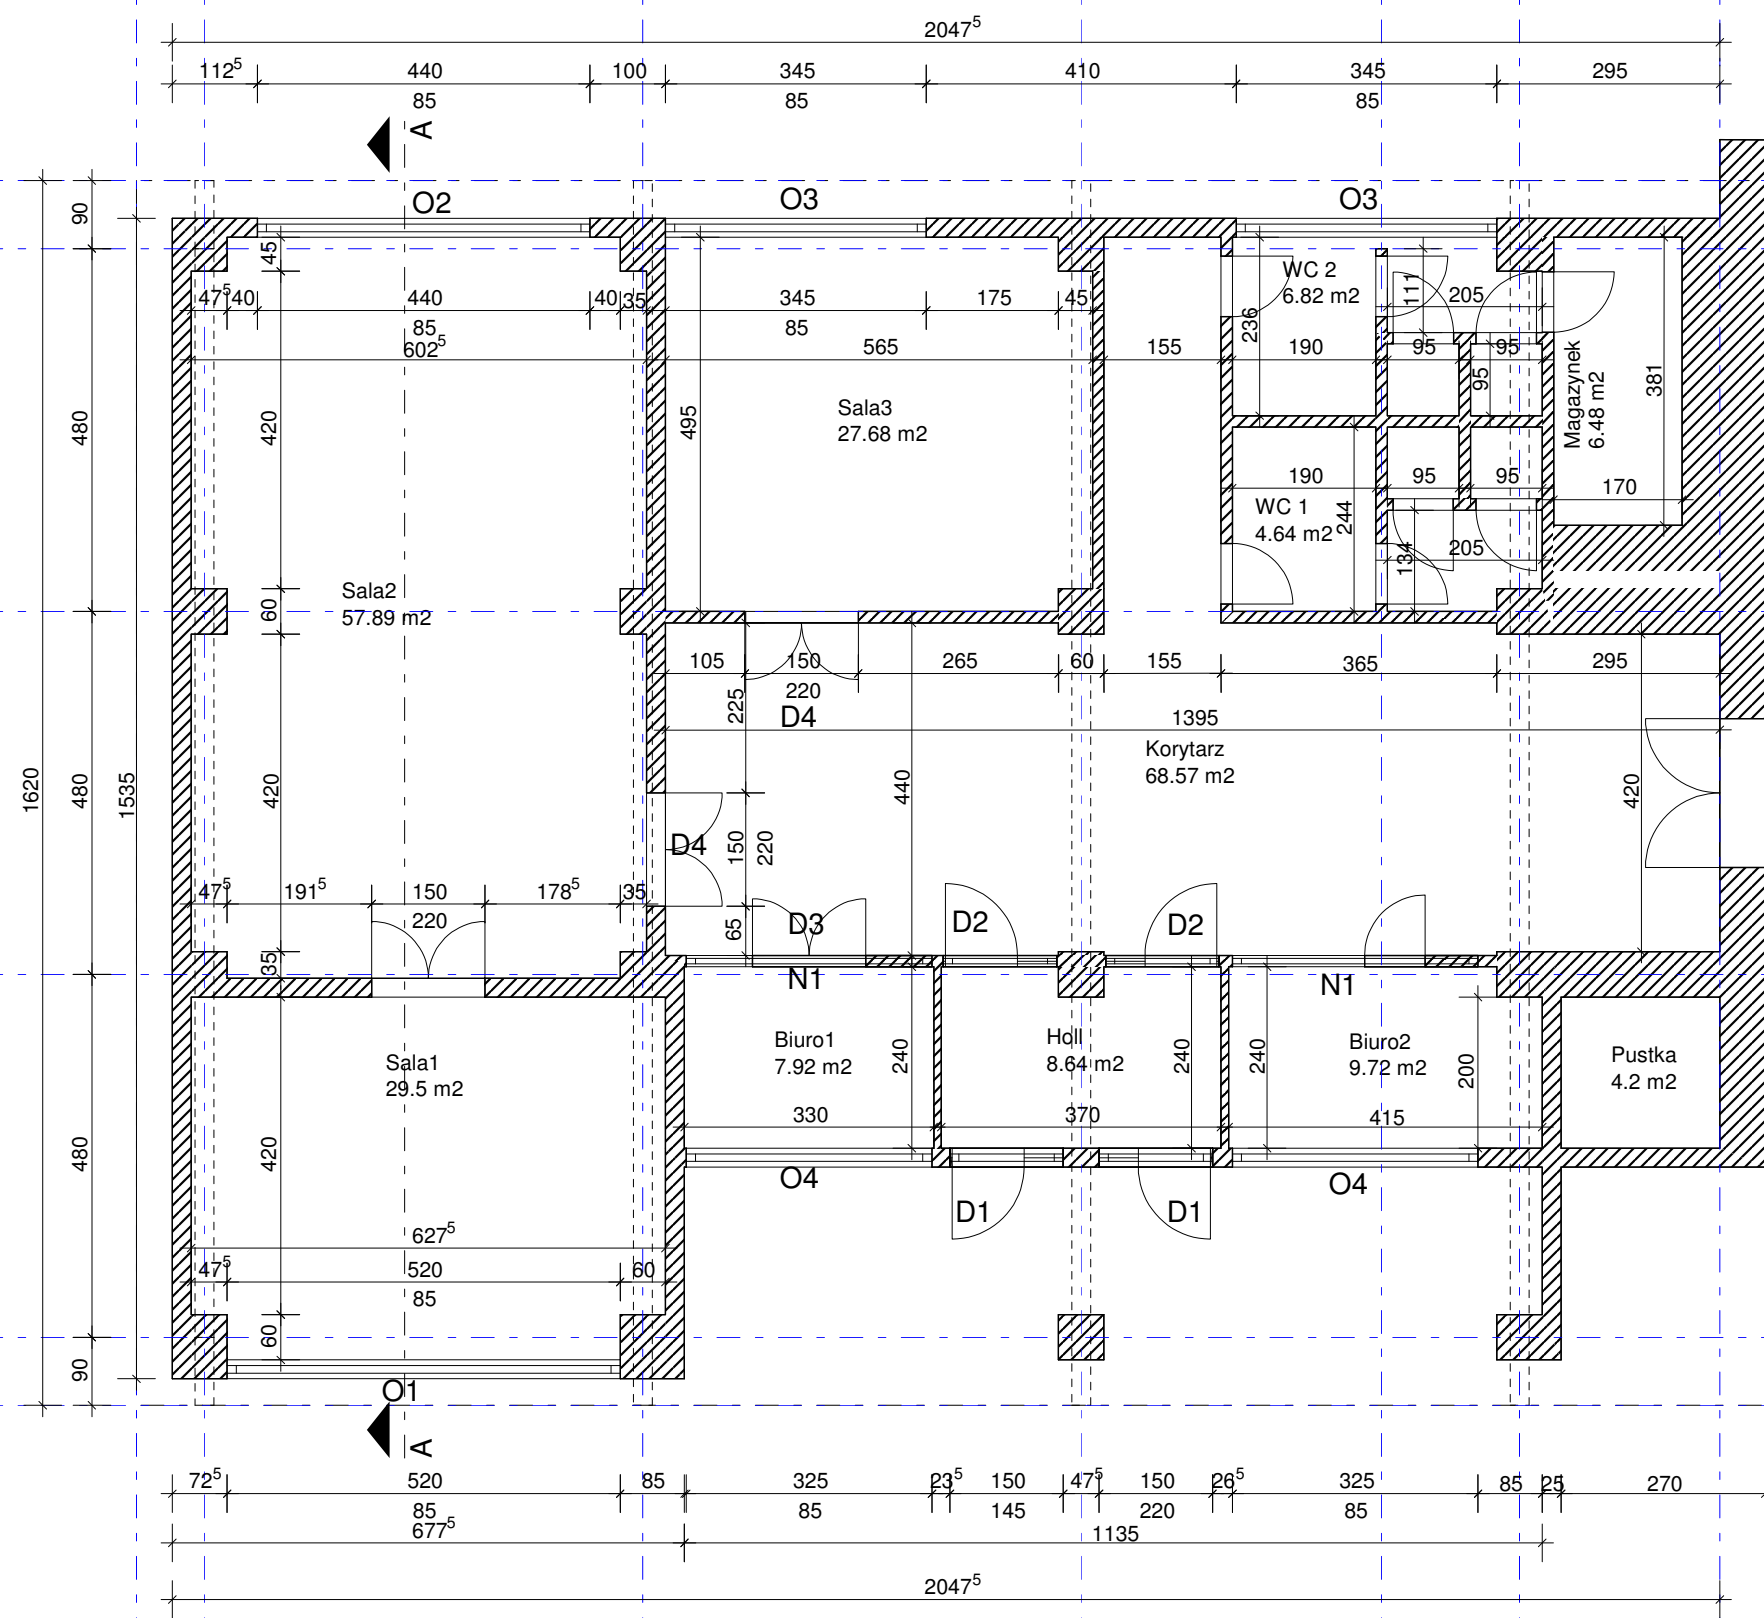 2047⁵
112⁵ 440 100 345 410 345 295
85 85 85
A
O2 O3 O3
90
45
WC 2
6.82 m2
111 205
47⁵ 40 440 40 35 345 175 45
85 85
236
602⁵ 565 155 190 95 95
95
Magazynek
6.48 m2
381
480 420 495
Sala3
27.68 m2
190 95 95 170
WC 1
4.64 m2
244
134 205
Sala2
57.89 m2
60
105 150 265 60 155 365 295
220
225
D4
1395
Korytarz
68.57 m2
1620 480 1535 420 440 420
D4
150 220
47⁵ 191⁵ 150 178⁵ 35
220
65
D3 D2 D2
35
N1 N1
Biuro1
7.92 m2
240
Holl
8.64 m2
240
240
Biuro2
9.72 m2
200
Pustka
4.2 m2
Sala1
29.5 m2
330 370 415
480 420
O4 O4
D1 D1
627⁵
47⁵ 520 60
85
60
90
O1
A
72⁵ 520 85 325 23⁵ 150 47⁵ 150 26⁵ 325 85 25 270
85 85 145 220 85
677⁵ 1135
2047⁵